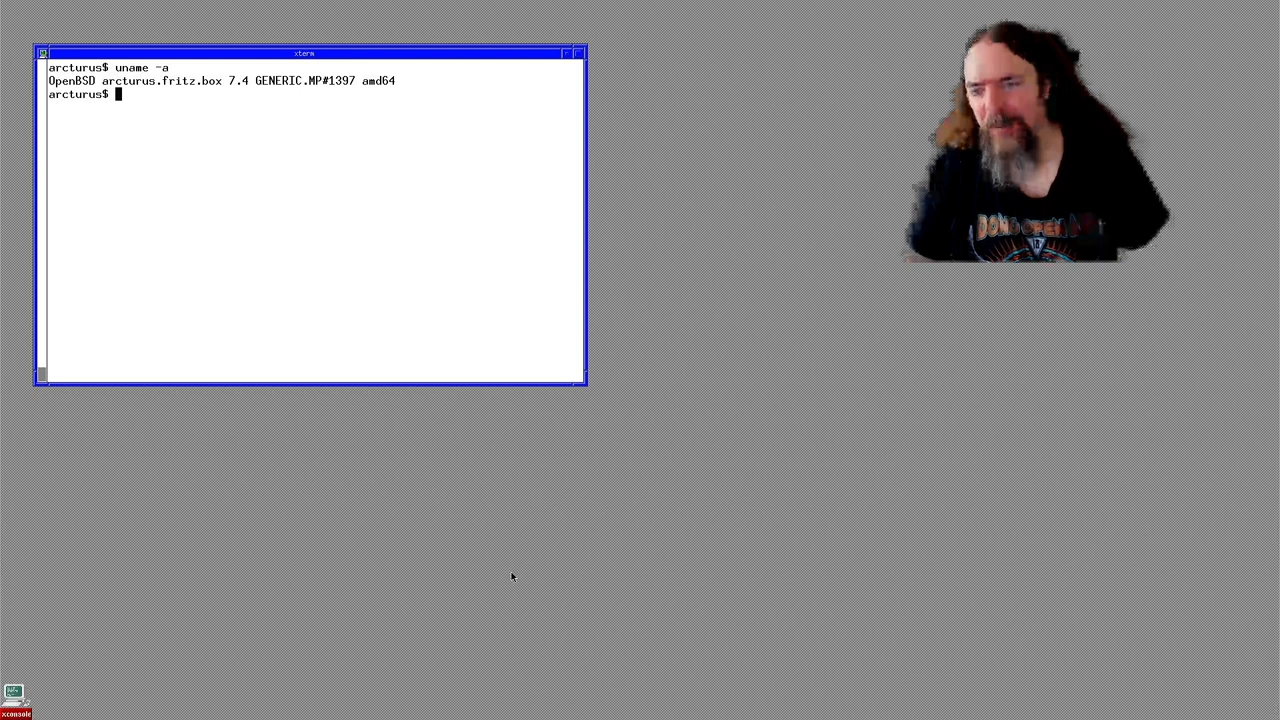 xterm
arcturus$ uname -a
OpenBSD arcturus.fritz.box 7.4 GENERIC.MP#1397 amd64
arcturus$
xconsole